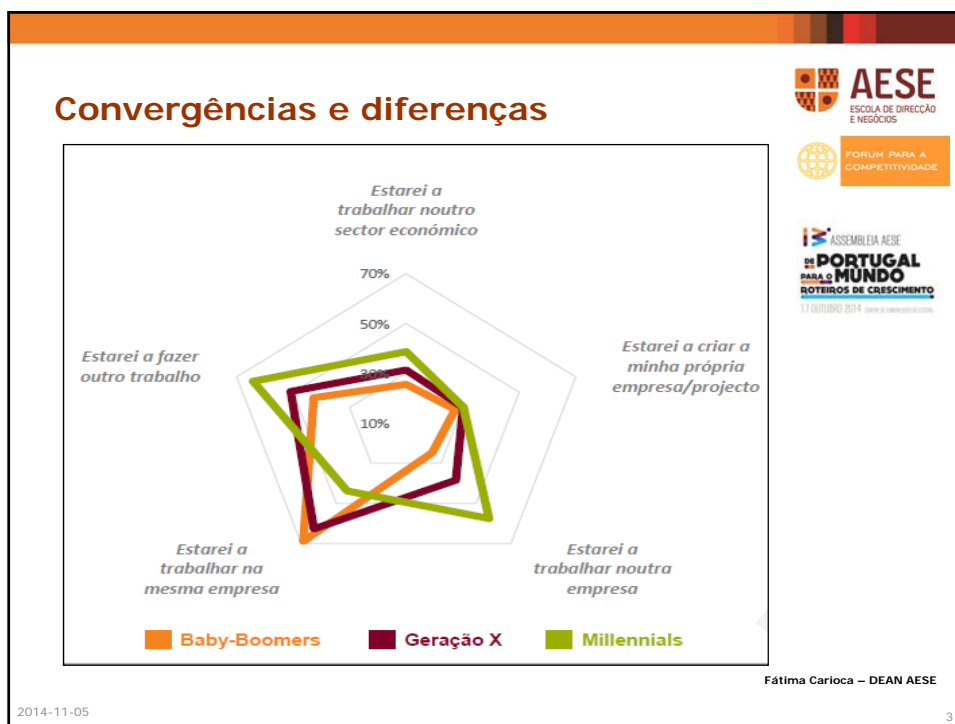 Convergências e diferenças
AESE
ESCOLA DE DIRECÇÃO
E NEGÓCIOS
FORUM PARA A
COMPETITIVIDADE
13 ASSEMBLEIA AESE
DE PORTUGAL
PARA O MUNDO
ROTEIROS DE CRESCIMENTO
17 OUTUBRO 2014
Estarei a
trabalhar noutro
sector económico
70%
50%
30%
10%
Estarei a criar a
minha própria
empresa/projecto
Estarei a fazer
outro trabalho
Estarei a
trabalhar na
mesma empresa
Estarei a
trabalhar noutra
empresa
Baby-Boomers
Geração X
Millennials
Fátima Carioca – DEAN AESE
2014-11-05
3